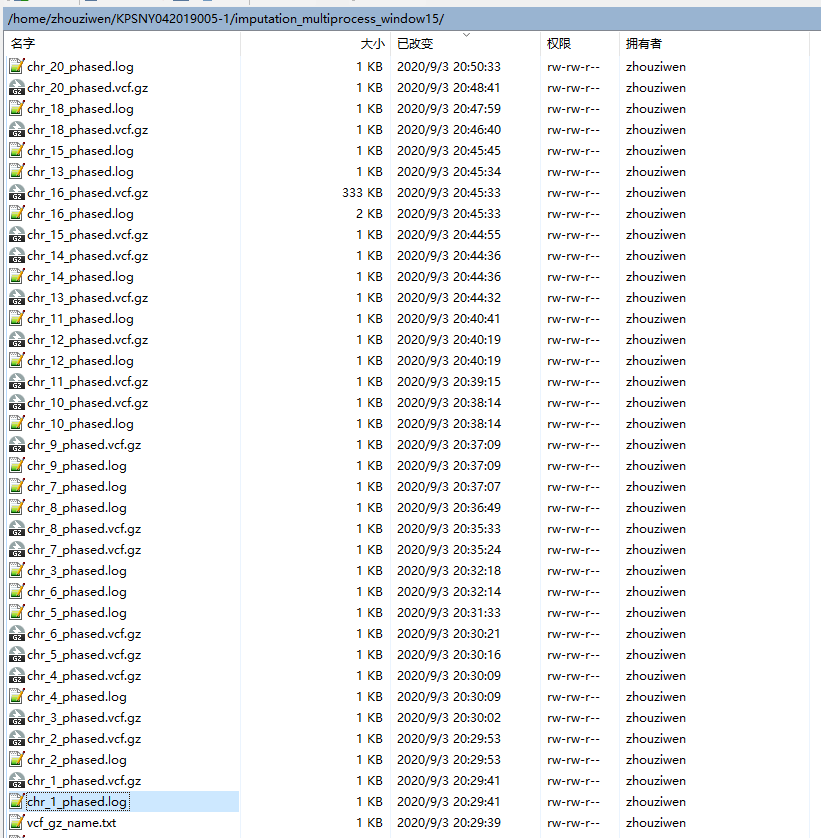 /home/zhouziwen/KPSNY042019005-1/imputation_multiprocess_window15/
名字 大小 已改变 权限 拥有者
chr_20_phased.log 1 KB 2020/9/3 20:50:33 rw-rw-r-- zhouziwen
chr_20_phased.vcf.gz 1 KB 2020/9/3 20:48:41 rw-rw-r-- zhouziwen
chr_18_phased.log 1 KB 2020/9/3 20:47:59 rw-rw-r-- zhouziwen
chr_18_phased.vcf.gz 1 KB 2020/9/3 20:46:40 rw-rw-r-- zhouziwen
chr_15_phased.log 1 KB 2020/9/3 20:45:45 rw-rw-r-- zhouziwen
chr_13_phased.log 1 KB 2020/9/3 20:45:34 rw-rw-r-- zhouziwen
chr_16_phased.vcf.gz 333 KB 2020/9/3 20:45:33 rw-rw-r-- zhouziwen
chr_16_phased.log 2 KB 2020/9/3 20:45:33 rw-rw-r-- zhouziwen
chr_15_phased.vcf.gz 1 KB 2020/9/3 20:44:55 rw-rw-r-- zhouziwen
chr_14_phased.vcf.gz 1 KB 2020/9/3 20:44:36 rw-rw-r-- zhouziwen
chr_14_phased.log 1 KB 2020/9/3 20:44:36 rw-rw-r-- zhouziwen
chr_13_phased.vcf.gz 1 KB 2020/9/3 20:44:32 rw-rw-r-- zhouziwen
chr_11_phased.log 1 KB 2020/9/3 20:40:41 rw-rw-r-- zhouziwen
chr_12_phased.vcf.gz 1 KB 2020/9/3 20:40:19 rw-rw-r-- zhouziwen
chr_12_phased.log 1 KB 2020/9/3 20:40:19 rw-rw-r-- zhouziwen
chr_11_phased.vcf.gz 1 KB 2020/9/3 20:39:15 rw-rw-r-- zhouziwen
chr_10_phased.vcf.gz 1 KB 2020/9/3 20:38:14 rw-rw-r-- zhouziwen
chr_10_phased.log 1 KB 2020/9/3 20:38:14 rw-rw-r-- zhouziwen
chr_9_phased.vcf.gz 1 KB 2020/9/3 20:37:09 rw-rw-r-- zhouziwen
chr_9_phased.log 1 KB 2020/9/3 20:37:09 rw-rw-r-- zhouziwen
chr_7_phased.log 1 KB 2020/9/3 20:37:07 rw-rw-r-- zhouziwen
chr_8_phased.log 1 KB 2020/9/3 20:36:49 rw-rw-r-- zhouziwen
chr_8_phased.vcf.gz 1 KB 2020/9/3 20:35:33 rw-rw-r-- zhouziwen
chr_7_phased.vcf.gz 1 KB 2020/9/3 20:35:24 rw-rw-r-- zhouziwen
chr_3_phased.log 1 KB 2020/9/3 20:32:18 rw-rw-r-- zhouziwen
chr_6_phased.log 1 KB 2020/9/3 20:32:14 rw-rw-r-- zhouziwen
chr_5_phased.log 1 KB 2020/9/3 20:31:33 rw-rw-r-- zhouziwen
chr_6_phased.vcf.gz 1 KB 2020/9/3 20:30:21 rw-rw-r-- zhouziwen
chr_5_phased.vcf.gz 1 KB 2020/9/3 20:30:16 rw-rw-r-- zhouziwen
chr_4_phased.vcf.gz 1 KB 2020/9/3 20:30:09 rw-rw-r-- zhouziwen
chr_4_phased.log 1 KB 2020/9/3 20:30:09 rw-rw-r-- zhouziwen
chr_3_phased.vcf.gz 1 KB 2020/9/3 20:30:02 rw-rw-r-- zhouziwen
chr_2_phased.vcf.gz 1 KB 2020/9/3 20:29:53 rw-rw-r-- zhouziwen
chr_2_phased.log 1 KB 2020/9/3 20:29:53 rw-rw-r-- zhouziwen
chr_1_phased.vcf.gz 1 KB 2020/9/3 20:29:41 rw-rw-r-- zhouziwen
chr_1_phased.log 1 KB 2020/9/3 20:29:41 rw-rw-r-- zhouziwen
vcf_gz_name.txt 1 KB 2020/9/3 20:29:39 rw-rw-r-- zhouziwen